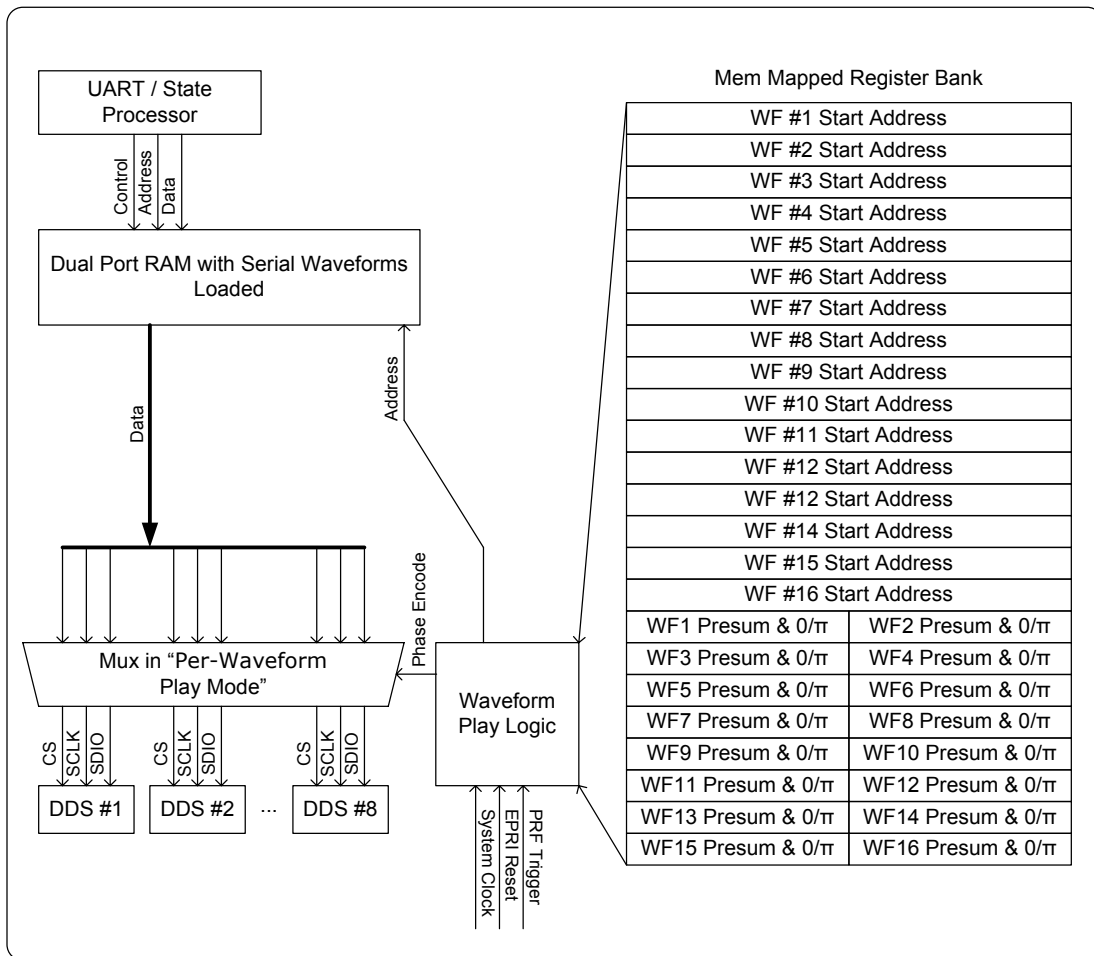 UART / State
Processor
Control
Address
Data
Dual Port RAM with Serial Waveforms
Loaded
Data
Address
Mux in “Per-Waveform
Play Mode”
Phase Encode
Waveform
Play Logic
CS
SCLK
SDIO
CS
SCLK
SDIO
CS
SCLK
SDIO
DDS #1
DDS #2
...
DDS #8
System Clock
EPRI Reset
PRF Trigger
Mem Mapped Register Bank
WF #1 Start Address
WF #2 Start Address
WF #3 Start Address
WF #4 Start Address
WF #5 Start Address
WF #6 Start Address
WF #7 Start Address
WF #8 Start Address
WF #9 Start Address
WF #10 Start Address
WF #11 Start Address
WF #12 Start Address
WF #12 Start Address
WF #14 Start Address
WF #15 Start Address
WF #16 Start Address
WF1 Presum & 0/π WF2 Presum & 0/π
WF3 Presum & 0/π WF4 Presum & 0/π
WF5 Presum & 0/π WF6 Presum & 0/π
WF7 Presum & 0/π WF8 Presum & 0/π
WF9 Presum & 0/π WF10 Presum & 0/π
WF11 Presum & 0/π WF12 Presum & 0/π
WF13 Presum & 0/π WF14 Presum & 0/π
WF15 Presum & 0/π WF16 Presum & 0/π